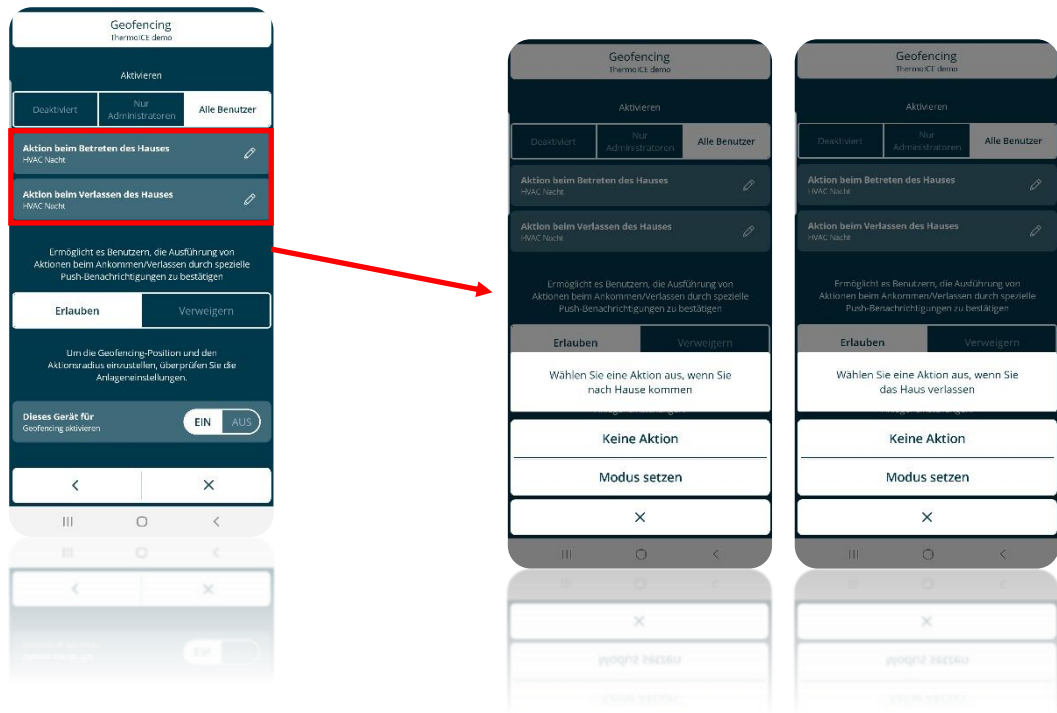 Geofencing
ThermoICE demo
Aktivieren
Deaktiviert
Nur
Administratoren
Alle Benutzer
Aktion beim Betreten des Hauses
HVAC Nacht
Aktion beim Verlassen des Hauses
HVAC Nacht
Ermöglicht es Benutzern, die Ausführung von
Aktionen beim Ankommen/Verlassen durch spezielle
Push-Benachrichtigungen zu
bestätigen
Erlauben
Verweigern
Um die Geofencing-Position und den
Aktionsradius einzustellen, überprüfen Sie die
Anlageneinstellungen.
Dieses Gerät für
Geofencing aktivieren
EIN
AUS
Geofencing
ThermoICE demo
Aktivieren
Deaktiviert
Nur
Administratoren
Alle Benutzer
Aktion beim Betreten des Hauses
HVAC Nacht
Aktion beim Verlassen des Hauses
HVAC Nacht
Ermöglicht es Benutzern, die Ausführung von
Aktionen beim Ankommen/Verlassen durch spezielle
Push-Benachrichtigungen zu
bestätigen
Erlauben
Verweigern
Wählen Sie eine Aktion aus, wenn Sie
nach Hause kommen
Keine Aktion
Modus setzen
Geofencing
ThermoICE demo
Aktivieren
Deaktiviert
Nur
Administratoren
Alle Benutzer
Aktion beim Betreten des Hauses
HVAC Nacht
Aktion beim Verlassen des Hauses
HVAC Nacht
Ermöglicht es Benutzern, die Ausführung von
Aktionen beim Ankommen/Verlassen durch spezielle
Push-Benachrichtigungen zu
bestätigen
Erlauben
Verweigern
Wählen Sie eine Aktion aus, wenn Sie
das Haus verlassen
Keine Aktion
Modus setzen